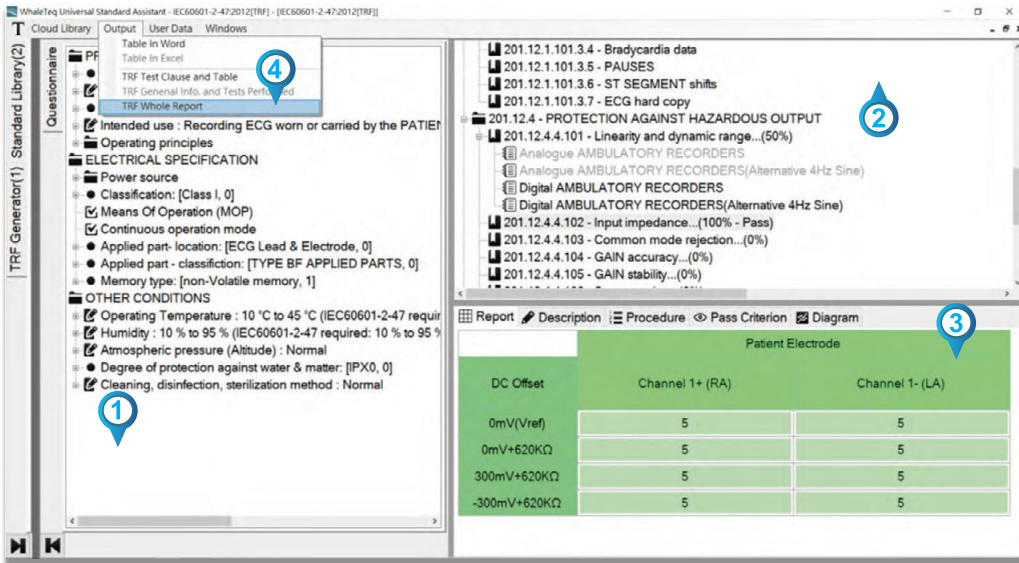 WhaleTeq Universal Standard Assistant - IEC60601-2-47:2012[TRF] - [IEC60601-2-47:2012[TRF]]
T Cloud Library Output User Data Windows
Table in Word
Table in Excel
TRF Test Clause and Table
TRF General Info. and Tests Performed
TRF Whole Report
4
TRF Generator(1) Standard Library(2)
Questionnaire
Intended use : Recording ECG worn or carried by the PATIEN
Operating principles
ELECTRICAL SPECIFICATION
Power source
Classification: [Class I, 0]
Means Of Operation (MOP)
Continuous operation mode
Applied part- location: [ECG Lead & Electrode, 0]
Applied part - classifiction: [TYPE BF APPLIED PARTS, 0]
Memory type: [non-Volatile memory, 1]
OTHER CONDITIONS
Operating Temperature : 10 °C to 45 °C (IEC60601-2-47 requir
Humidity : 10 % to 95 % (IEC60601-2-47 required: 10 % to 95 %
Atmospheric pressure (Altitude) : Normal
Degree of protection against water & matter: [IPX0, 0]
Cleaning, disinfection, sterilization method : Normal
1
201.12.1.101.3.4 - Bradycardia data
201.12.1.101.3.5 - PAUSES
201.12.1.101.3.6 - ST SEGMENT shifts
201.12.1.101.3.7 - ECG hard copy
2
201.12.4 - PROTECTION AGAINST HAZARDOUS OUTPUT
201.12.4.4.101 - Linearity and dynamic range...(50%)
Analogue AMBULATORY RECORDERS
Analogue AMBULATORY RECORDERS(Alternative 4Hz Sine)
Digital AMBULATORY RECORDERS
Digital AMBULATORY RECORDERS(Alternative 4Hz Sine)
201.12.4.4.102 - Input impedance...(100% - Pass)
201.12.4.4.103 - Common mode rejection...(0%)
201.12.4.4.104 - GAIN accuracy...(0%)
201.12.4.4.105 - GAIN stability...(0%)
Report Description Procedure Pass Criterion Diagram
3
Patient Electrode
DC Offset Channel 1+ (RA) Channel 1- (LA)
0mV(Vref) 5 5
0mV+620KΩ 5 5
300mV+620KΩ 5 5
-300mV+620KΩ 5 5